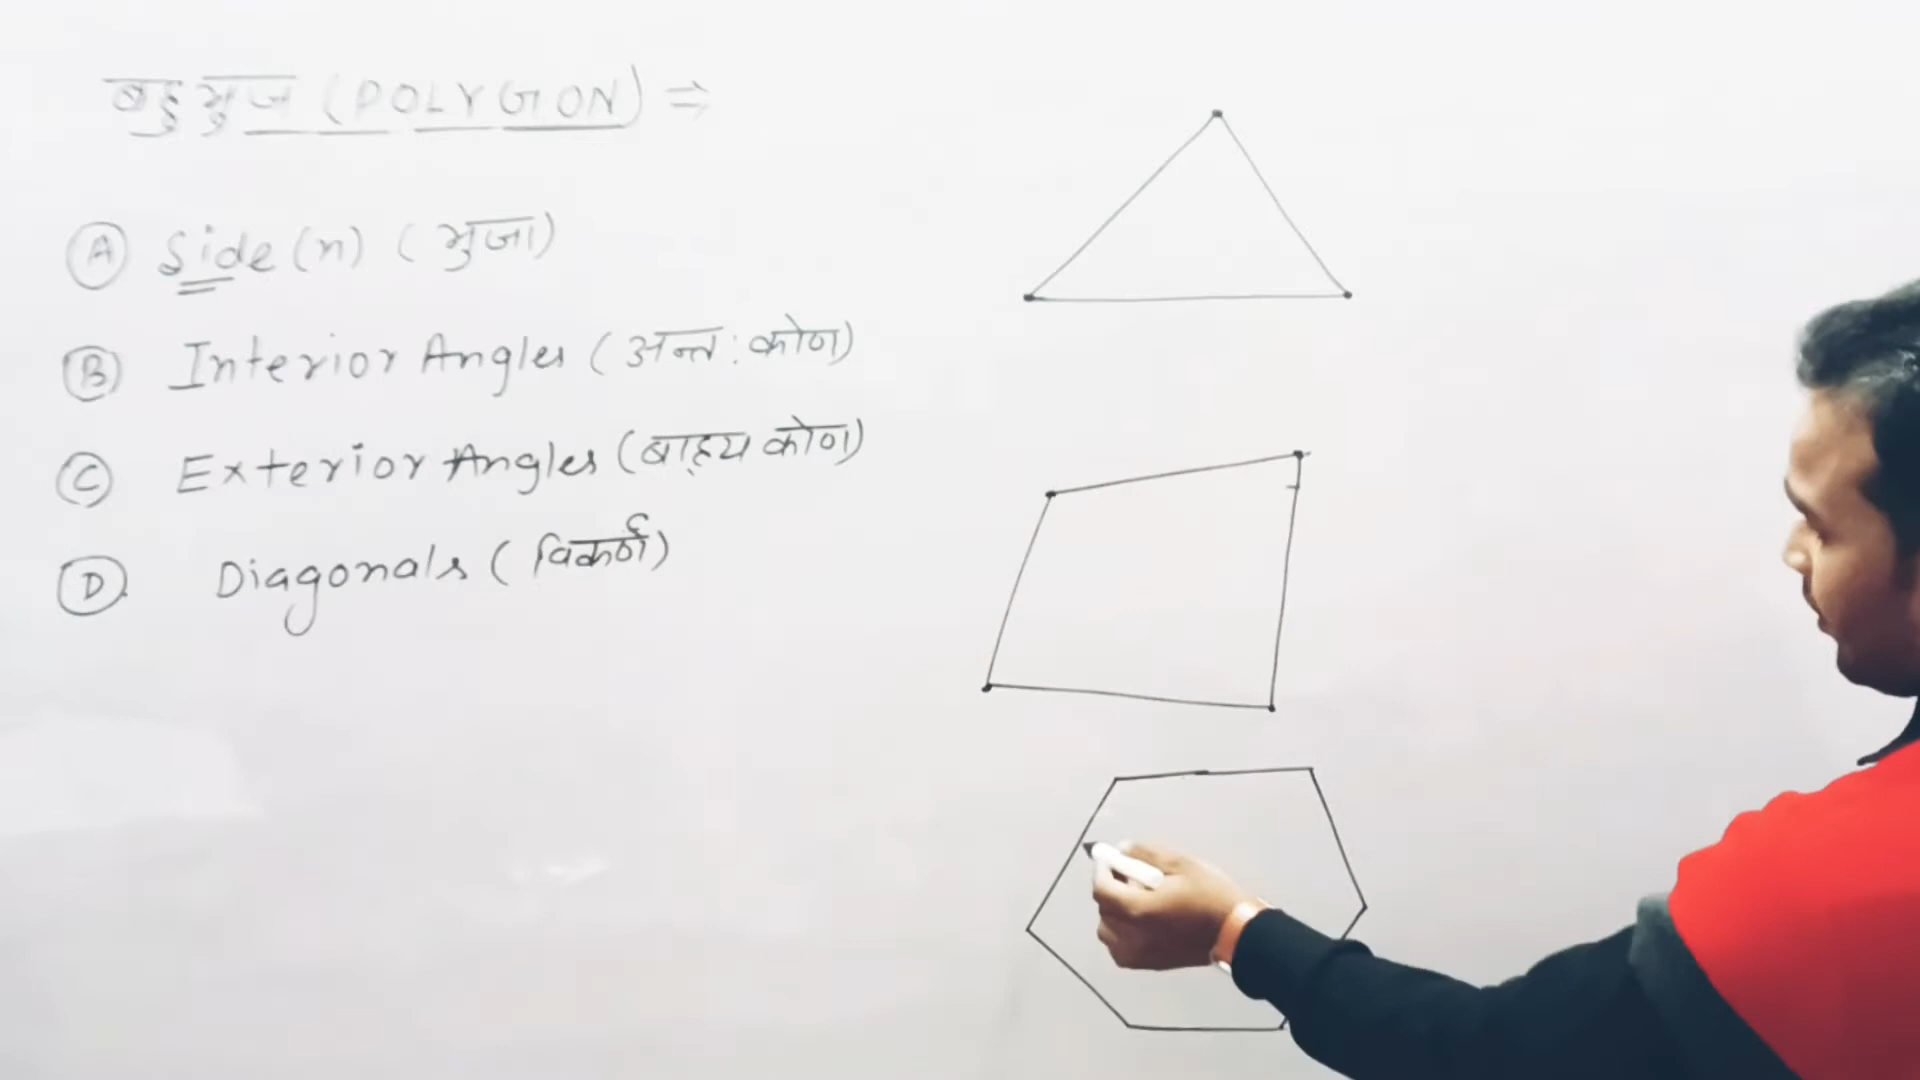 बहुभुज (POLYGON) ⇒
Ⓐ Side (n) (भुजा)
Ⓑ Interior Angles (अन्त:कोण)
Ⓒ Exterior Angles (बाह्य कोण)
Ⓓ Diagonals (विकर्ण)